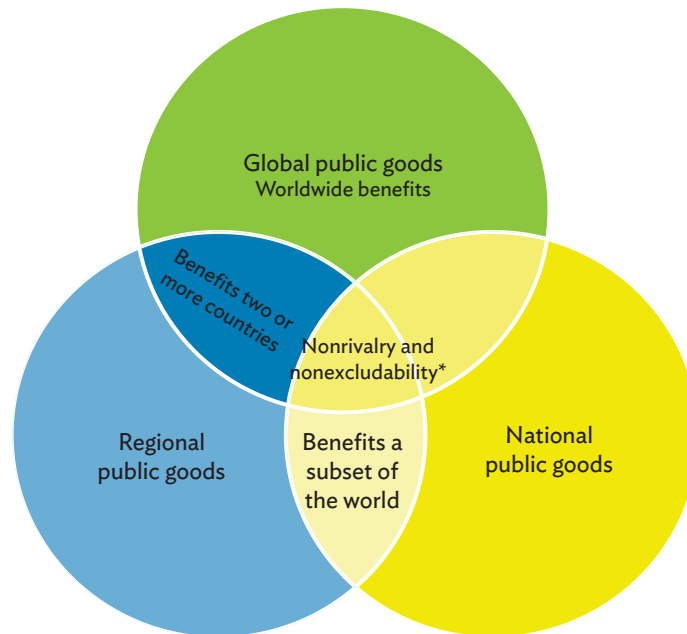 Global public goods
Worldwide benefits
Benefits two or
more countries
Nonrivalry and
nonexcludability*
Regional
public goods
Benefits a
subset of
the world
National
public goods